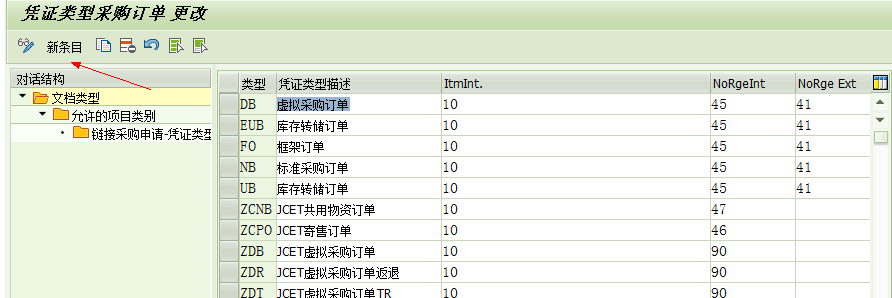 凭证类型采购订单 更改
新条目
对话结构
文档类型
允许的项目类别
链接采购申请-凭证类型
类型 凭证类型描述 ItmInt. NoRgeInt NoRge Ext
DB 虚拟采购订单 10 45 41
EUB 库存转储订单 10 45 41
FO 框架订单 10 45 41
NB 标准采购订单 10 45 41
UB 库存转储订单 10 45 41
ZCNB JCET共用物资订单 10 47
ZCPO JCET寄售订单 10 46
ZDB JCET虚拟采购订单 10 90
ZDR JCET虚拟采购订单返退 10 90
ZDT JCET虚拟采购订单TR 10 90